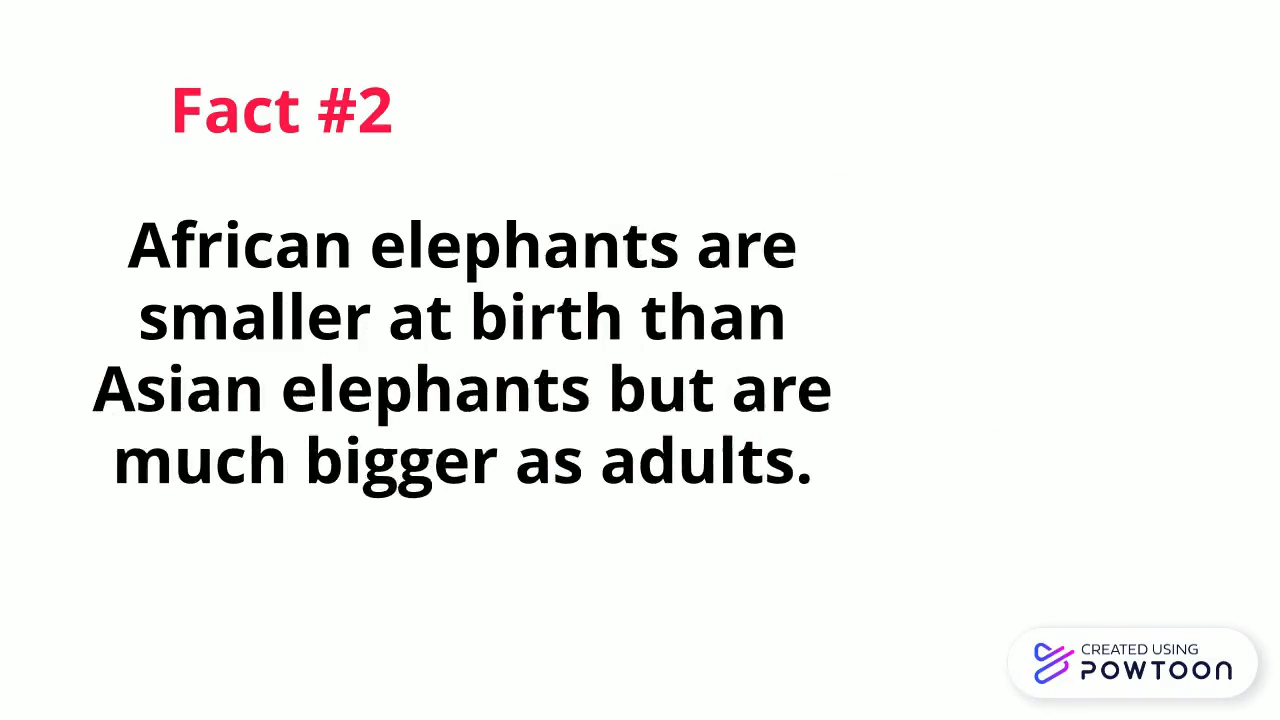 Fact #2
African elephants are
smaller at birth than
Asian elephants but are
much bigger as adults.
CREATED USING
POWTOON